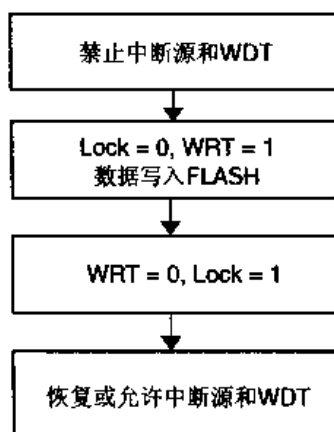 禁止中断源和WDT
Lock = 0, WRT = 1
数据写入FLASH
WRT = 0, Lock = 1
恢复或允许中断源和WDT